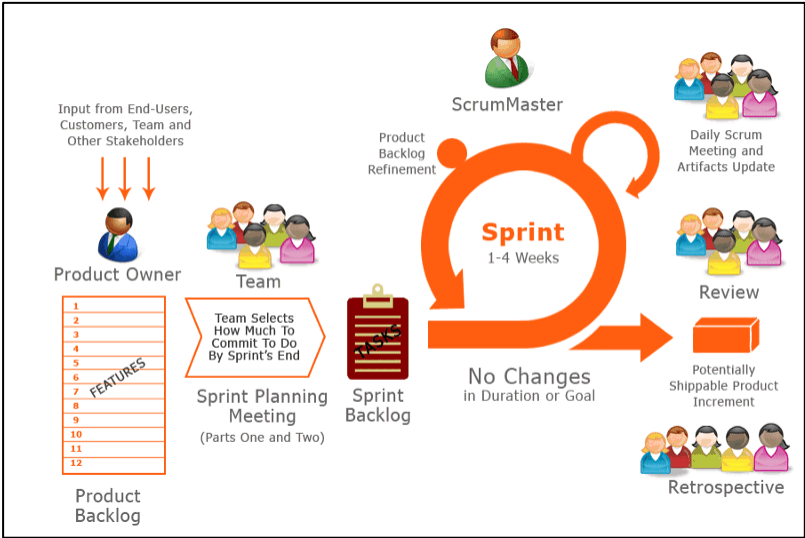 Input from End-Users,
Customers, Team and
Other Stakeholders
Product Owner
1
2
3
4
5
6
7
8
9
10
11
12
FEATURES
Product
Backlog
Team
Team Selects
How Much To
Commit To Do
By Sprint's End
Sprint Planning
Meeting
(Parts One and Two)
TASKS
Sprint
Backlog
ScrumMaster
Product
Backlog
Refinement
Sprint
1-4 Weeks
No Changes
in Duration or Goal
Daily Scrum
Meeting and
Artifacts Update
Review
Potentially
Shippable Product
Increment
Retrospective